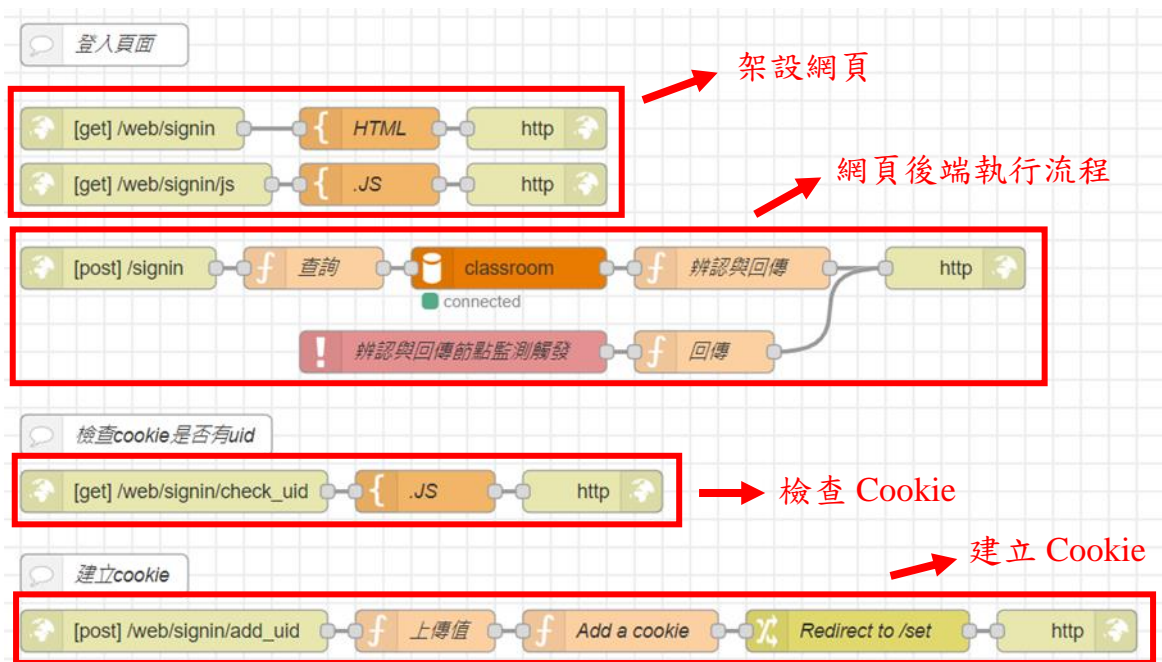 登入頁面
架設網頁
[get] /web/signin
HTML
http
[get] /web/signin/js
.JS
http
網頁後端執行流程
[post] /signin
查詢
classroom
辨認與回傳
http
connected
辨認與回傳節點監測觸發
回傳
檢查cookie是否有uid
[get] /web/signin/check_uid
.JS
http
檢查 Cookie
建立 Cookie
建立cookie
[post] /web/signin/add_uid
上傳值
Add a cookie
Redirect to /set
http